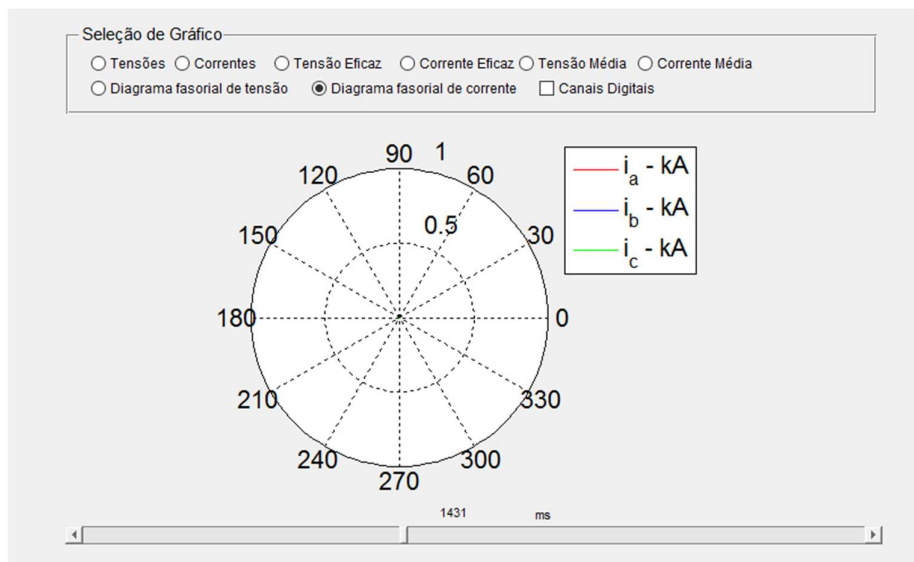 Seleção de Gráfico
Tensões Correntes Tensão Eficaz Corrente Eficaz Tensão Média Corrente Média
Diagrama fasorial de tensão Diagrama fasorial de corrente Canais Digitais
90 1
120 60
0.5
150 30
180 0
210 330
240 300
270
i_a - kA
i_b - kA
i_c - kA
1431 ms